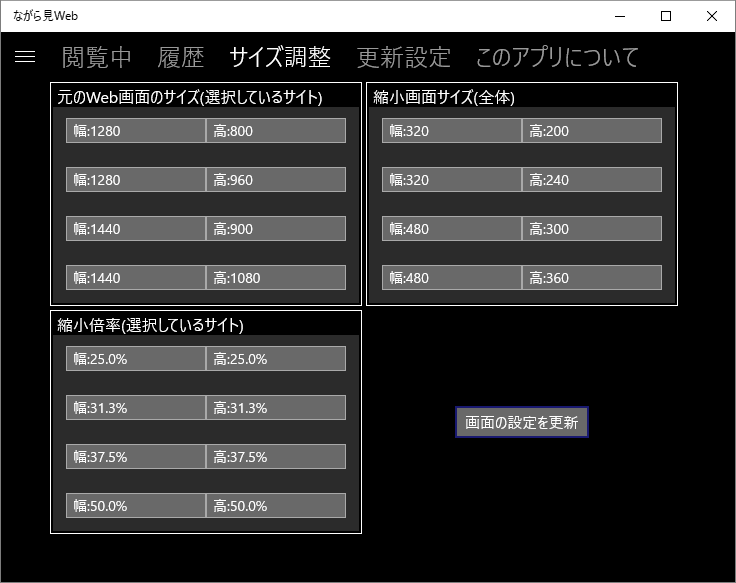 ながら見Web
閲覧中 履歴 サイズ調整 更新設定 このアプリについて
元のWeb画面のサイズ(選択しているサイト)
幅:1280 高:800
幅:1280 高:960
幅:1440 高:900
幅:1440 高:1080
縮小画面サイズ(全体)
幅:320 高:200
幅:320 高:240
幅:480 高:300
幅:480 高:360
縮小倍率(選択しているサイト)
幅:25.0% 高:25.0%
幅:31.3% 高:31.3%
幅:37.5% 高:37.5%
幅:50.0% 高:50.0%
画面の設定を更新